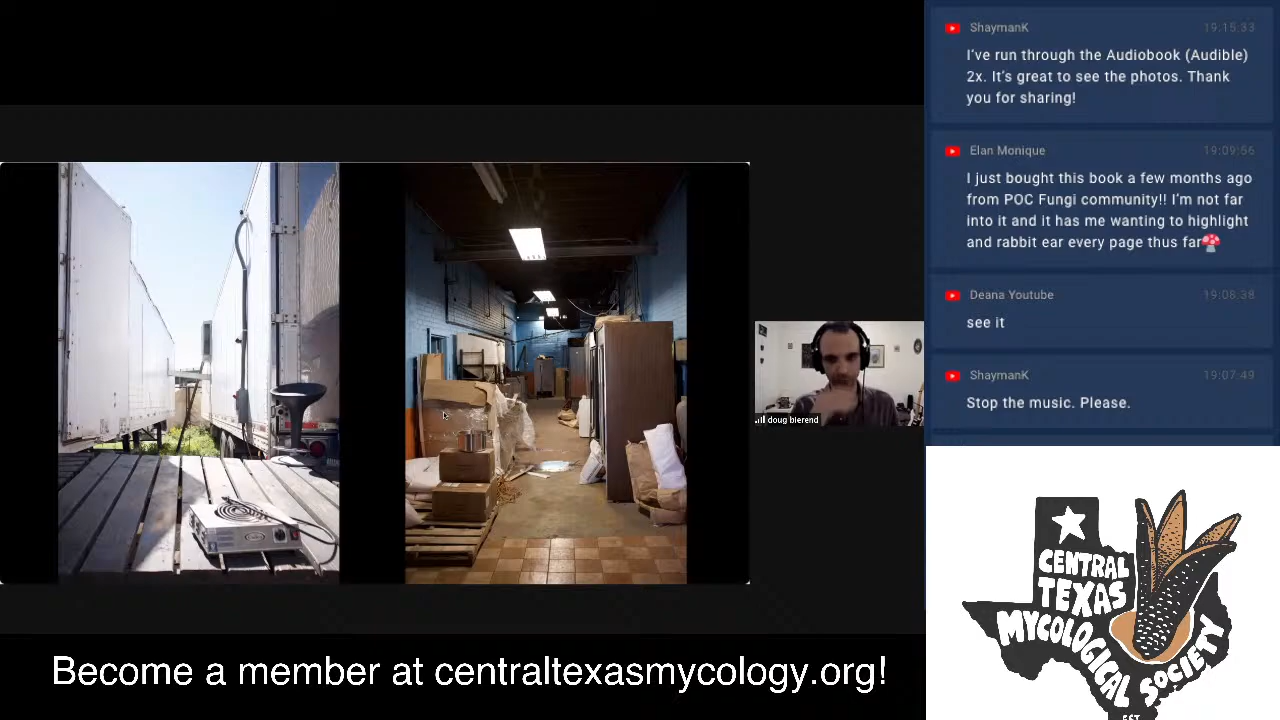 ShaymanK 19:15:33
I've run through the Audiobook (Audible)
2x. It's great to see the photos. Thank
you for sharing!
Elan Monique 19:09:56
I just bought this book a few months ago
from POC Fungi community!! I'm not far
into it and it has me wanting to highlight
and rabbit ear every page thus far🍄
Deana Youtube 19:08:38
see it
ShaymanK 19:07:49
Stop the music. Please.
doug bierend
Become a member at centraltexasmycology.org!
CENTRAL
TEXAS
MYCOLOGICAL
SOCIETY
EST